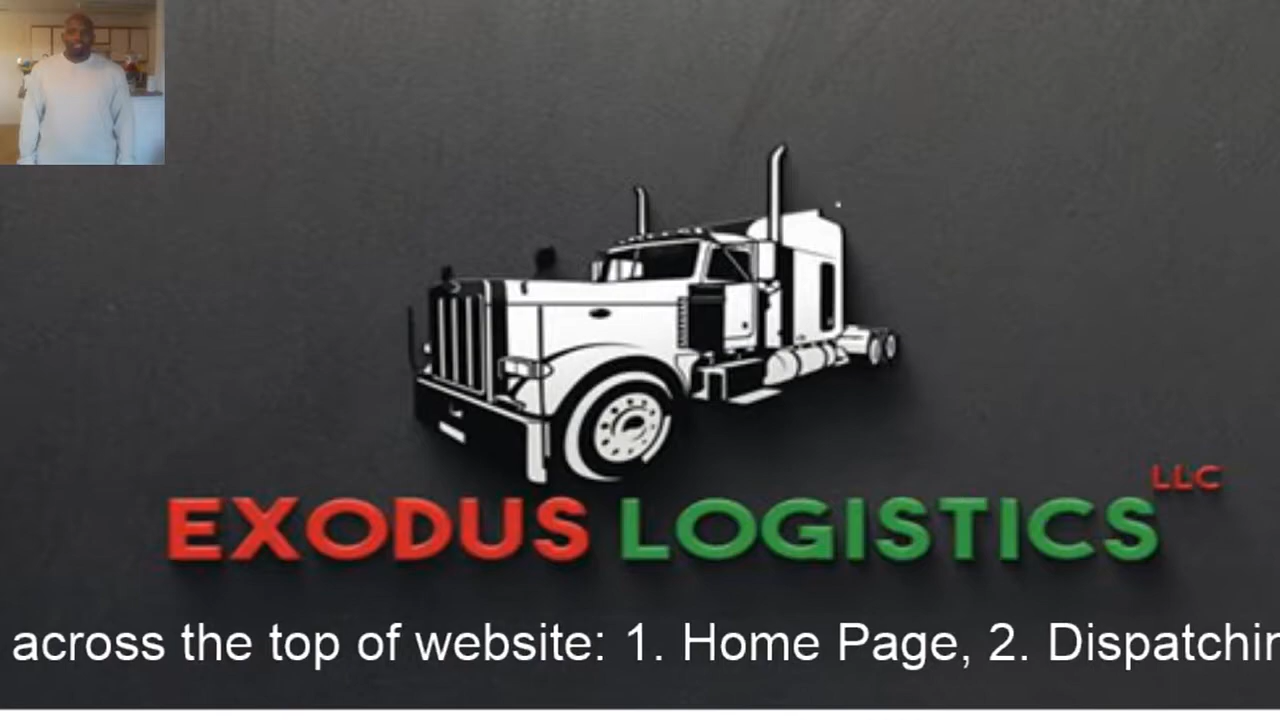 LLC
EXODUS LOGISTICS
across the top of website: 1. Home Page, 2. Dispatchin